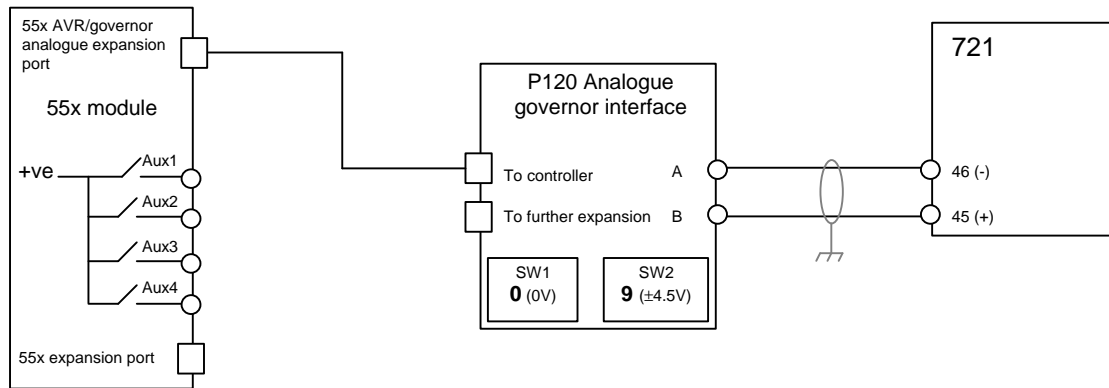 55x AVR/governor
analogue expansion
port
55x module
+ve
Aux1
Aux2
Aux3
Aux4
55x expansion port
P120 Analogue
governor interface
To controller
A
To further expansion
B
SW1
0 (0V)
SW2
9 (±4.5V)
721
46 (-)
45 (+)